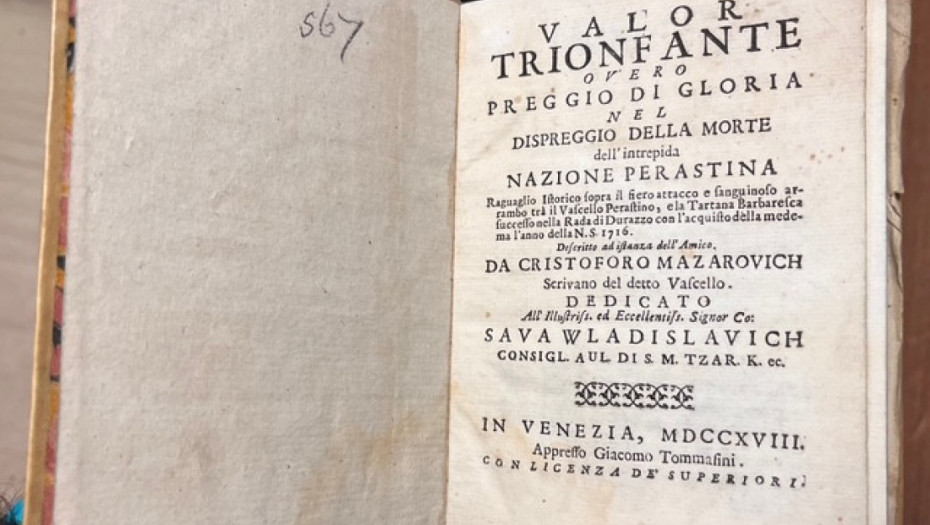 567
VALOR
TRIONFANTE
OVERO
PREGGIO DI GLORIA
NEL
DISPREGGIO DELLA MORTE
dell'intrepida
NAZIONE PERASTINA
Raguaglio Iſtorico ſopra il fiero attacco e ſanguinoſo ar-
rambo trà il Vaſcello Peraſtino, e la Tartana Barbareſca
ſucceſſo nella Rada di Durazzo con l'acquiſto della mede-
ma l'anno della N. S. 1716.
Deſcritto ad iſtanza dell'Amico,
DA CRISTOFORO MAZAROVICH
Scrivano del detto Vaſcello.
DEDICATO
All' Illuſtriſs. ed Eccellentiſs. Signor Co:
SAVA WLADISLAVICH
CONSIGL. AUL. DI S. M. TZAR. K. ec.
IN VENEZIA, MDCCXVIII.
Appreſſo Giacomo Tommaſini.
CON LICENZA DE' SUPERIORI.